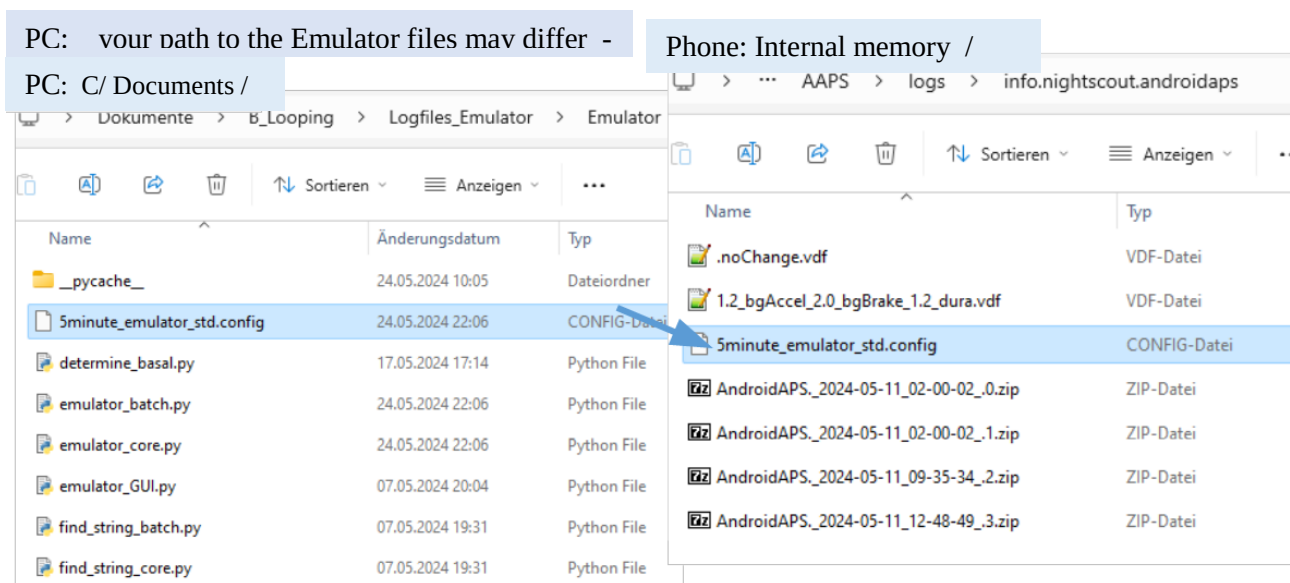 PC: your path to the Emulator files may differ -
PC: C/ Documents /
Dokumente > B_Looping > Logfiles_Emulator > Emulator
Sortieren Anzeigen ...
Name Änderungsdatum Typ
__pycache__ 24.05.2024 10:05 Dateiordner
5minute_emulator_std.config 24.05.2024 22:06 CONFIG-Datei
determine_basal.py 17.05.2024 17:14 Python File
emulator_batch.py 24.05.2024 22:06 Python File
emulator_core.py 24.05.2024 22:06 Python File
emulator_GUI.py 07.05.2024 20:04 Python File
find_string_batch.py 07.05.2024 19:31 Python File
find_string_core.py 07.05.2024 19:31 Python File
Phone: Internal memory /
> ... AAPS > logs > info.nightscout.androidaps
Sortieren Anzeigen
Name Typ
.noChange.vdf VDF-Datei
1.2_bgAccel_2.0_bgBrake_1.2_dura.vdf VDF-Datei
5minute_emulator_std.config CONFIG-Datei
AndroidAPS._2024-05-11_02-00-02_.0.zip ZIP-Datei
AndroidAPS._2024-05-11_02-00-02_.1.zip ZIP-Datei
AndroidAPS._2024-05-11_09-35-34_.2.zip ZIP-Datei
AndroidAPS._2024-05-11_12-48-49_.3.zip ZIP-Datei